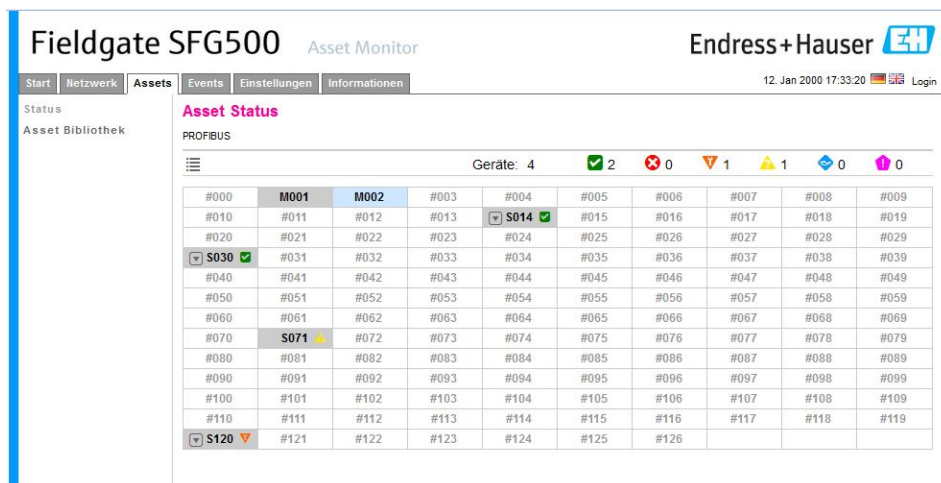 Fieldgate SFG500 Asset Monitor Endress+Hauser EH
Start Netzwerk Assets Events Einstellungen Informationen 12. Jan 2000 17:33:20 Login
Status
Asset Bibliothek
Asset Status
PROFIBUS
Geräte: 4 2 0 1 1 0 0
#000 M001 M002 #003 #004 #005 #006 #007 #008 #009
#010 #011 #012 #013 S014 #015 #016 #017 #018 #019
#020 #021 #022 #023 #024 #025 #026 #027 #028 #029
S030 #031 #032 #033 #034 #035 #036 #037 #038 #039
#040 #041 #042 #043 #044 #045 #046 #047 #048 #049
#050 #051 #052 #053 #054 #055 #056 #057 #058 #059
#060 #061 #062 #063 #064 #065 #066 #067 #068 #069
#070 S071 #072 #073 #074 #075 #076 #077 #078 #079
#080 #081 #082 #083 #084 #085 #086 #087 #088 #089
#090 #091 #092 #093 #094 #095 #096 #097 #098 #099
#100 #101 #102 #103 #104 #105 #106 #107 #108 #109
#110 #111 #112 #113 #114 #115 #116 #117 #118 #119
S120 #121 #122 #123 #124 #125 #126